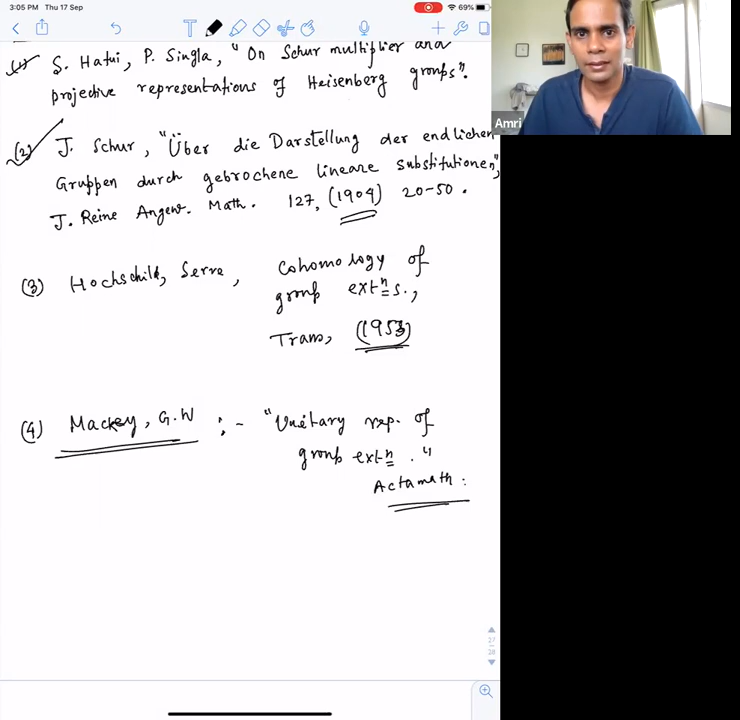 3:05 PM Thu 17 Sep
69%
(1) S. Hatui, P. Singla, "On Schur multiplier and
projective representations of Heisenberg groups".
(2) J. Schur, "Über die Darstellung der endlichen
Gruppen durch gebrochene lineare substitutionen",
J. Reine Angew. Math. 127, (1904) 20-50.
(3) Hochschild, Serre, Cohomology of
group extⁿs.,
Trans, (1953)
(4) Mackey, G.W :- "Unitary rep. of
group extⁿ."
Actamath:
Amri
27
28